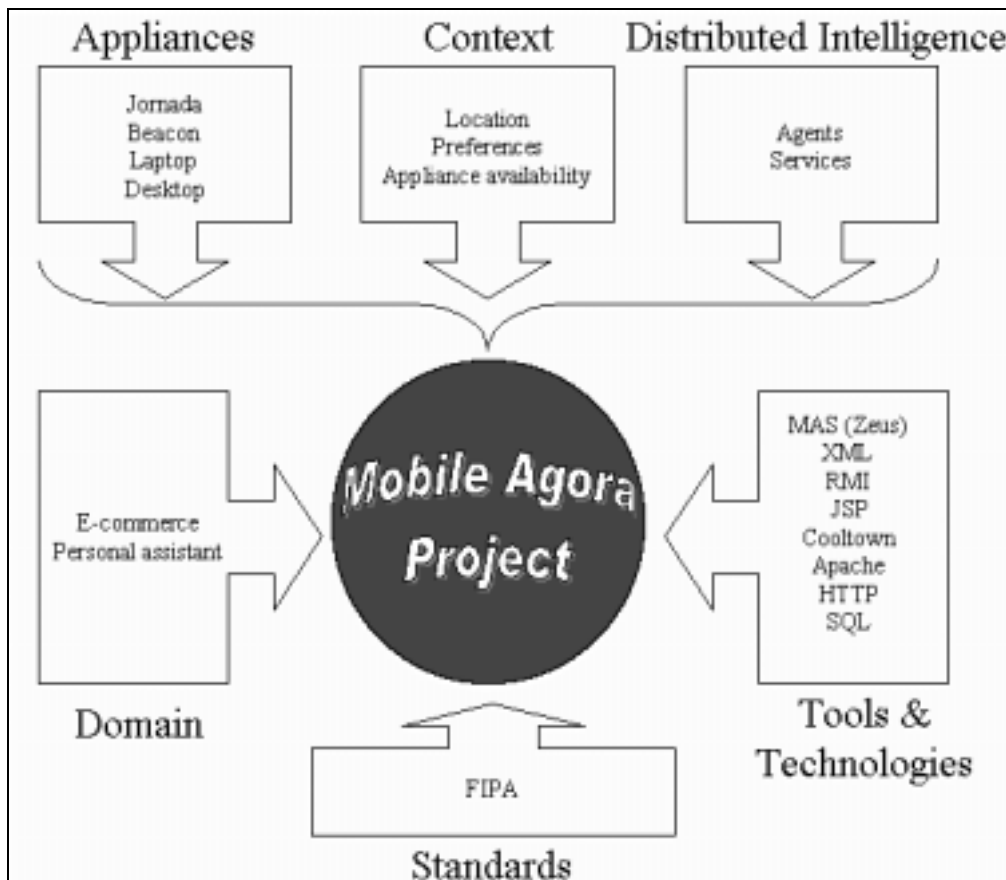 Appliances
Jornada
Beacon
Laptop
Desktop
Context
Location
Preferences
Appliance availability
Distributed Intelligence
Agents
Services
Mobile Agora
Project
E-commerce
Personal assistant
Domain
MAS (Zeus)
XML
RMI
JSP
Cooltown
Apache
HTTP
SQL
Tools &
Technologies
FIPA
Standards